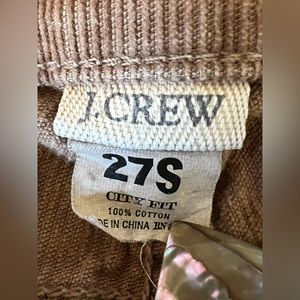 J.CREW
27S
CITY FIT
100% COTTON
DE IN CHINA